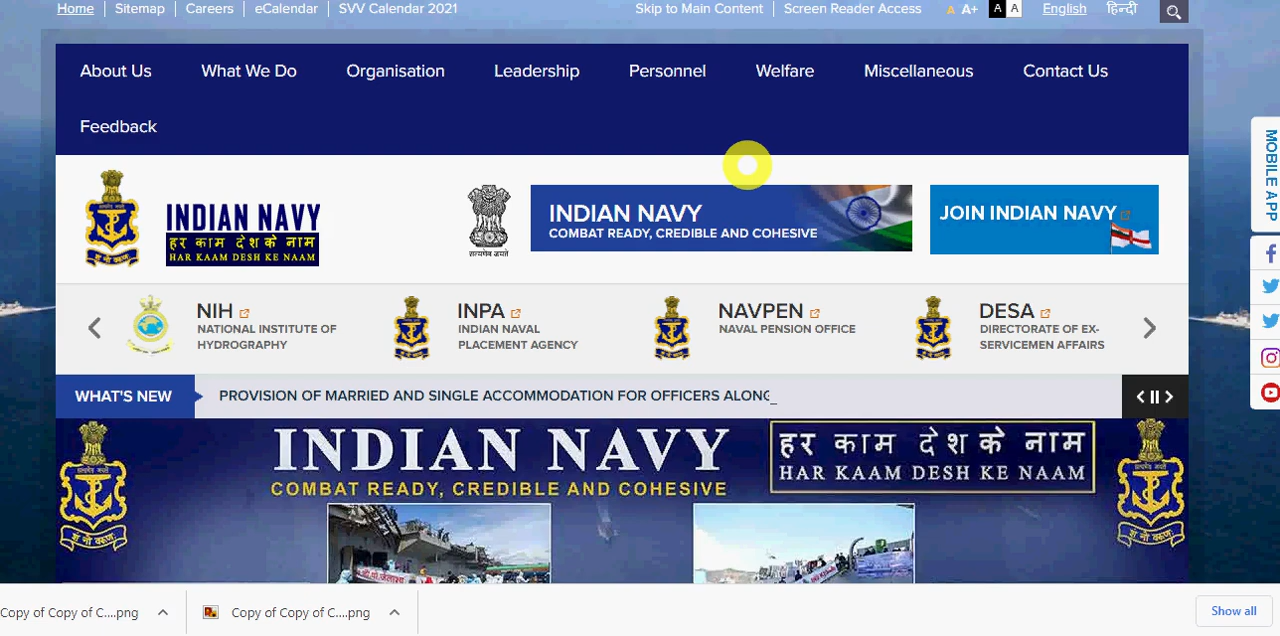 Home
Sitemap
Careers
eCalendar
SVV Calendar 2021
Skip to Main Content
Screen Reader Access
A A+
A A
English
हिन्दी
About Us
What We Do
Organisation
Leadership
Personnel
Welfare
Miscellaneous
Contact Us
Feedback
INDIAN NAVY
हर काम देश के नाम
HAR KAAM DESH KE NAAM
सत्यमेव जयते
INDIAN NAVY
COMBAT READY, CREDIBLE AND COHESIVE
JOIN INDIAN NAVY
MOBILE APP
NIH
NATIONAL INSTITUTE OF
HYDROGRAPHY
INPA
INDIAN NAVAL
PLACEMENT AGENCY
NAVPEN
NAVAL PENSION OFFICE
DESA
DIRECTORATE OF EX-
SERVICEMEN AFFAIRS
WHAT'S NEW
PROVISION OF MARRIED AND SINGLE ACCOMMODATION FOR OFFICERS ALONG_
INDIAN NAVY
COMBAT READY, CREDIBLE AND COHESIVE
हर काम देश के नाम
HAR KAAM DESH KE NAAM
Copy of Copy of C....png
Copy of Copy of C....png
Show all